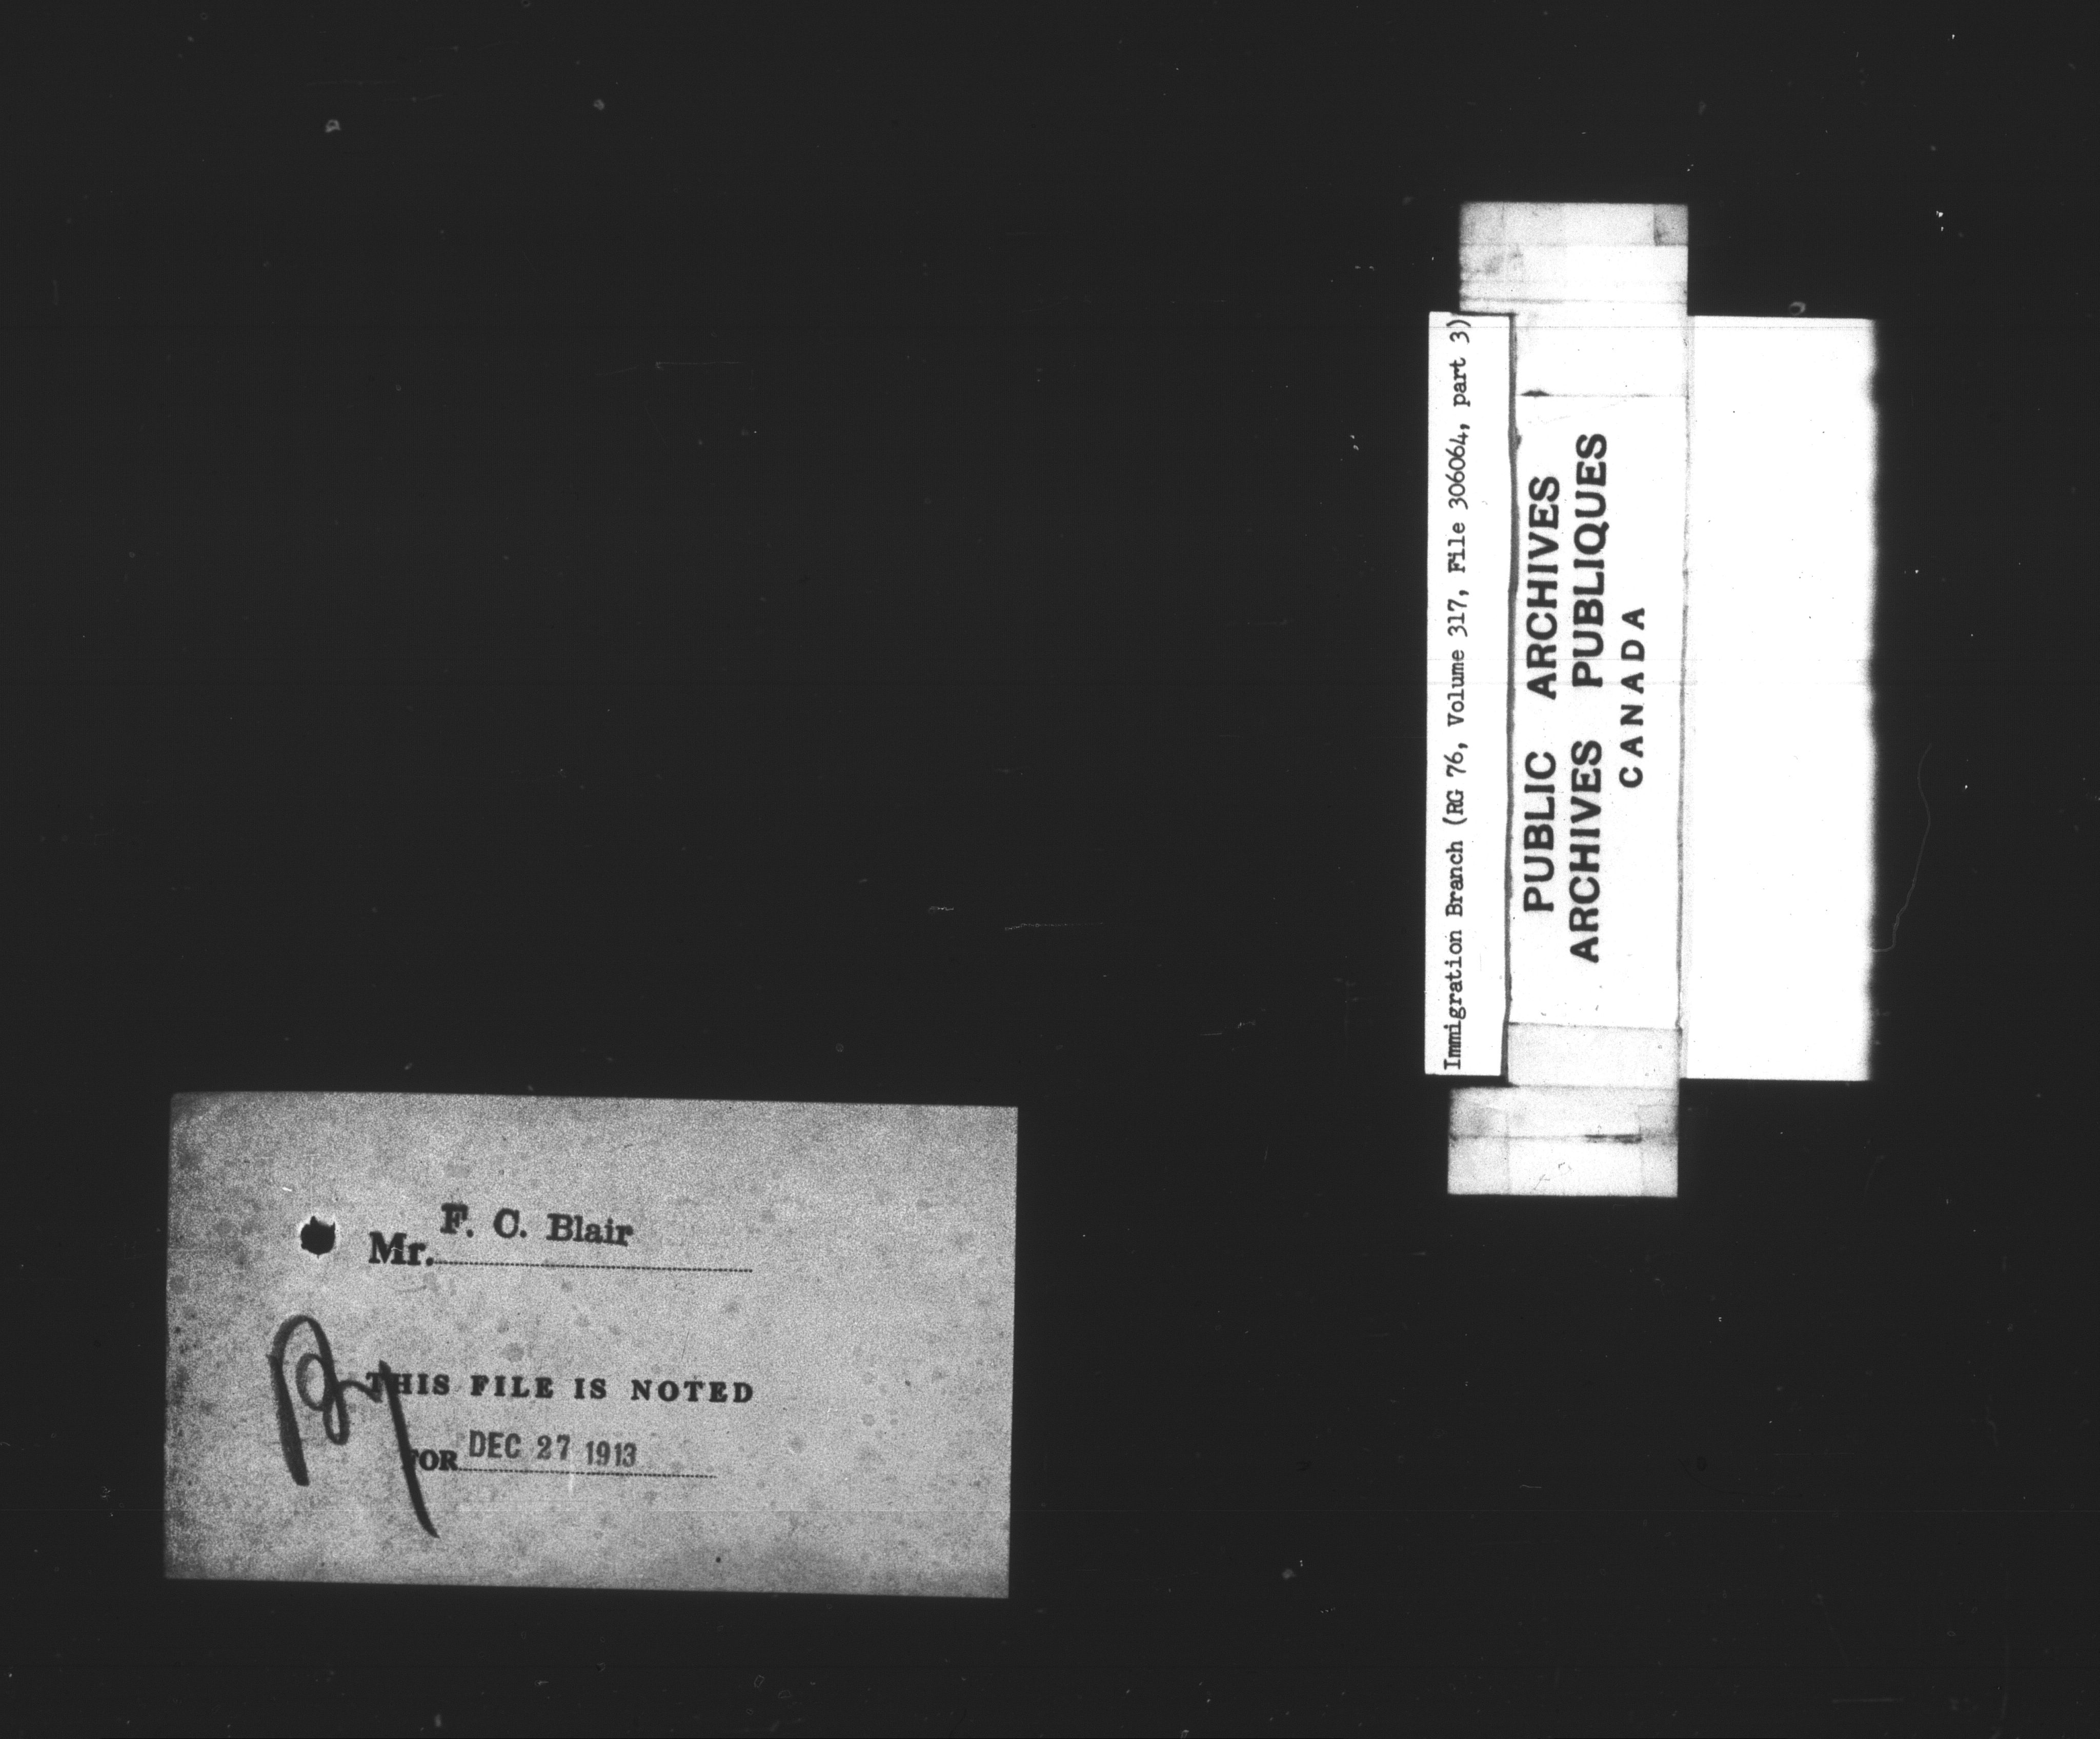 Mr. F. C. Blair
THIS FILE IS NOTED
FOR DEC 27 1913
Immigration Branch (RG 76, Volume 317, File 306064, part 3)
PUBLIC ARCHIVES
ARCHIVES PUBLIQUES
CANADA